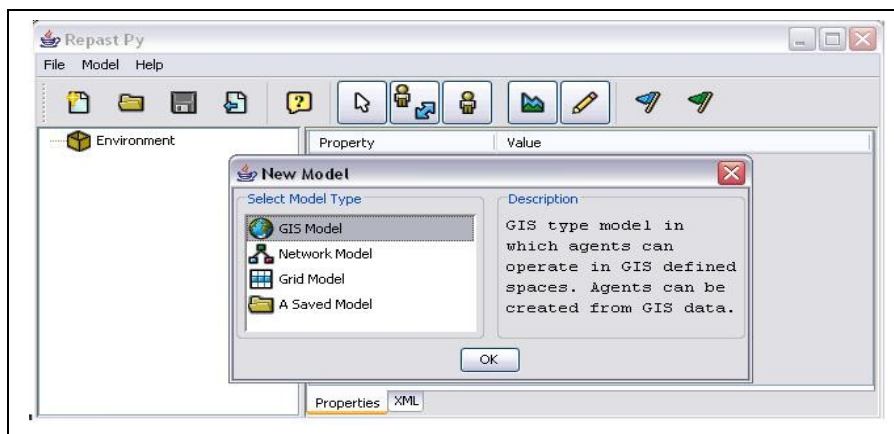 Repast Py
File Model Help
?
Environment
Property Value
New Model
Select Model Type
GIS Model
Network Model
Grid Model
A Saved Model
Description
GIS type model in
which agents can
operate in GIS defined
spaces. Agents can be
created from GIS data.
OK
Properties XML